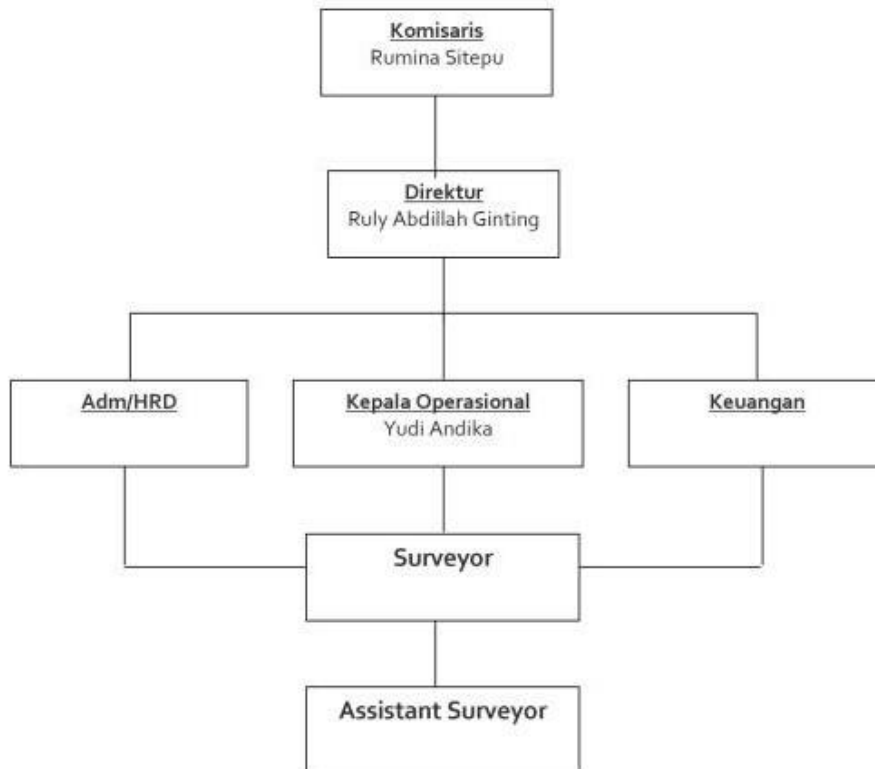 Komisaris
Rumina Sitepu
Direktur
Ruly Abdillah Ginting
Adm/HRD
Kepala Operasional
Yudi Andika
Keuangan
Surveyor
Assistant Surveyor